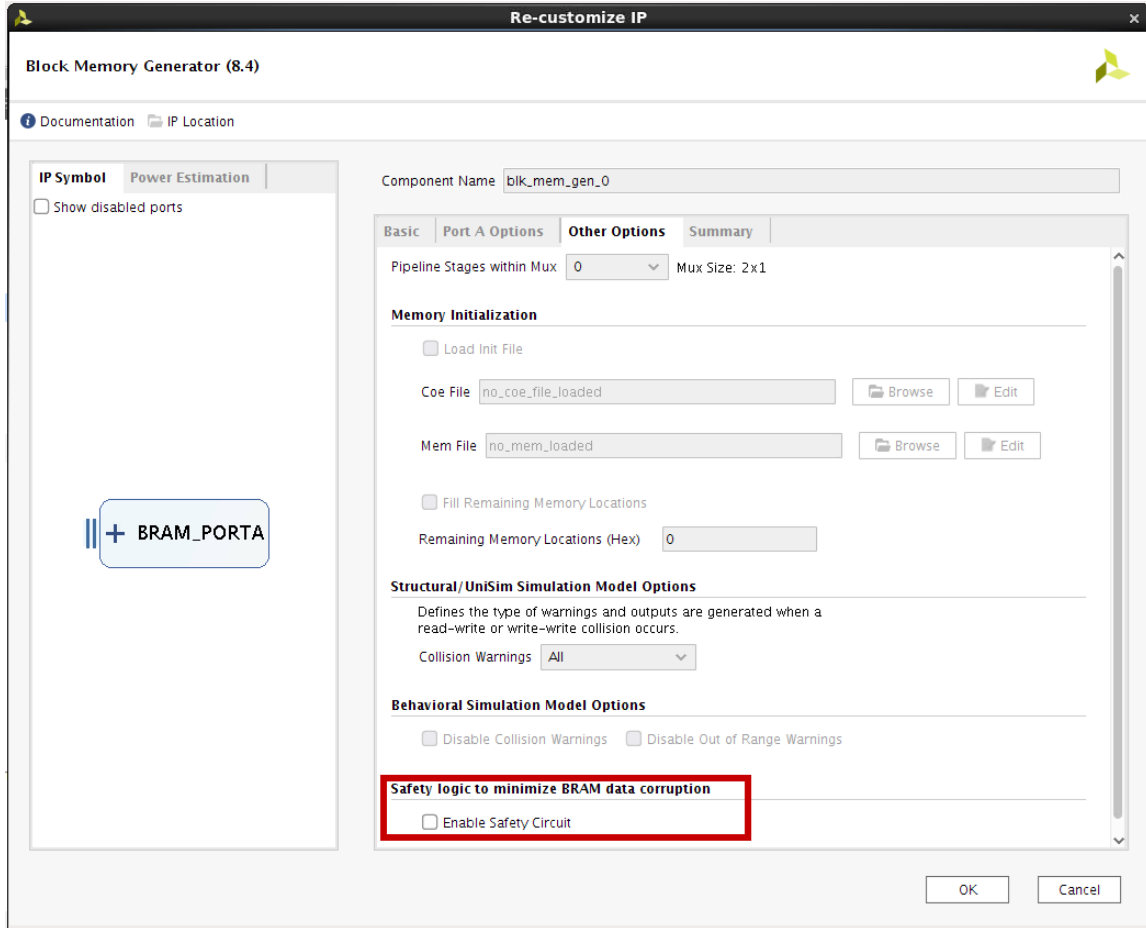 Re-customize IP
Block Memory Generator (8.4)
Documentation IP Location
IP Symbol Power Estimation
Show disabled ports
BRAM_PORTA
Component Name blk_mem_gen_0
Basic Port A Options Other Options Summary
Pipeline Stages within Mux 0 Mux Size: 2x1
Memory Initialization
Load Init File
Coe File no_coe_file_loaded Browse Edit
Mem File no_mem_loaded Browse Edit
Fill Remaining Memory Locations
Remaining Memory Locations (Hex) 0
Structural/UniSim Simulation Model Options
Defines the type of warnings and outputs are generated when a
read-write or write-write collision occurs.
Collision Warnings All
Behavioral Simulation Model Options
Disable Collision Warnings Disable Out of Range Warnings
Safety logic to minimize BRAM data corruption
Enable Safety Circuit
OK Cancel